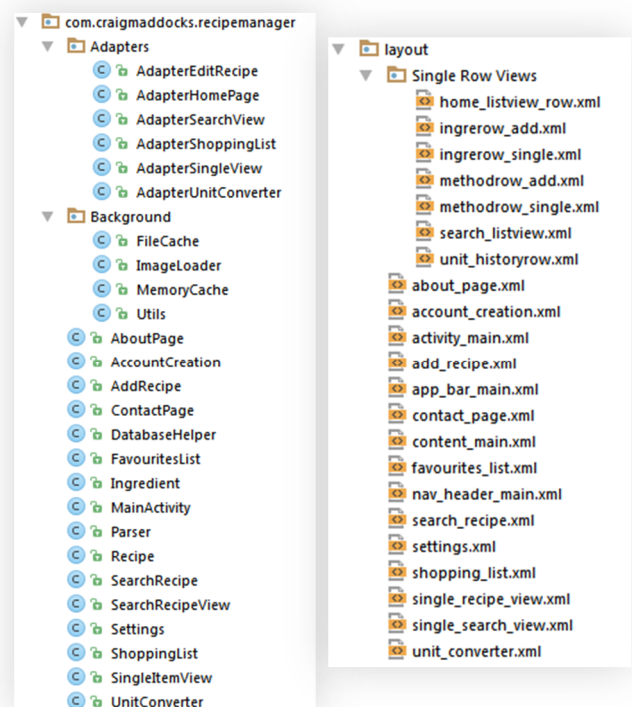 com.craigmaddocks.recipemanager
Adapters
AdapterEditRecipe
AdapterHomePage
AdapterSearchView
AdapterShoppingList
AdapterSingleView
AdapterUnitConverter
Background
FileCache
ImageLoader
MemoryCache
Utils
AboutPage
AccountCreation
AddRecipe
ContactPage
DatabaseHelper
FavouritesList
Ingredient
MainActivity
Parser
Recipe
SearchRecipe
SearchRecipeView
Settings
ShoppingList
SingleItemView
UnitConverter
layout
Single Row Views
home_listview_row.xml
ingrerow_add.xml
ingrerow_single.xml
methodrow_add.xml
methodrow_single.xml
search_listview.xml
unit_historyrow.xml
about_page.xml
account_creation.xml
activity_main.xml
add_recipe.xml
app_bar_main.xml
contact_page.xml
content_main.xml
favourites_list.xml
nav_header_main.xml
search_recipe.xml
settings.xml
shopping_list.xml
single_recipe_view.xml
single_search_view.xml
unit_converter.xml